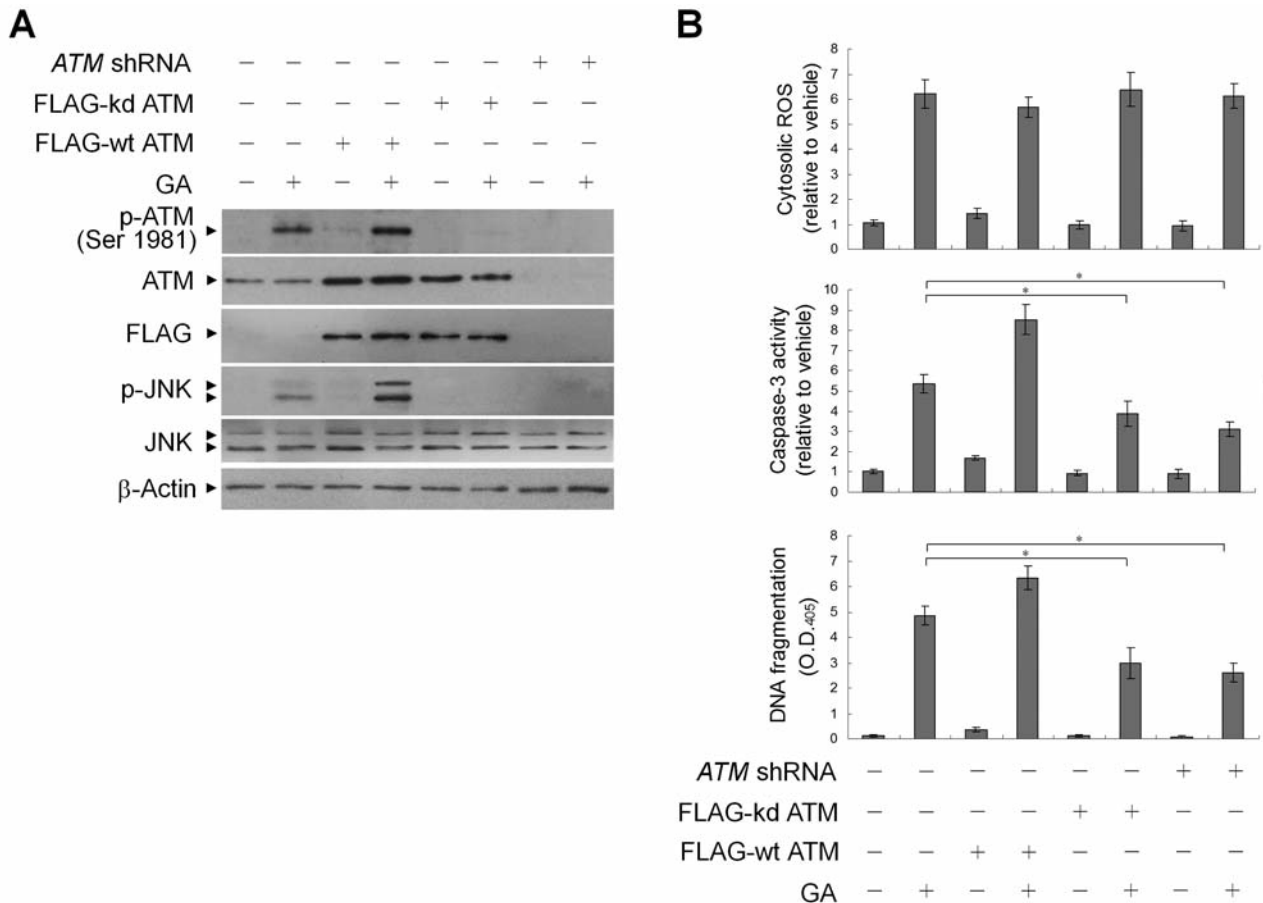 A
ATM shRNA − − − − − − + +
FLAG-kd ATM − − − − + + − −
FLAG-wt ATM − − + + − − − −
GA − + − + − + − +
p-ATM
(Ser 1981)
ATM
FLAG
p-JNK
JNK
β-Actin
B
Cytosolic ROS
(relative to vehicle)
8
7
6
5
4
3
2
1
0
Caspase-3 activity
(relative to vehicle)
10
9
8
7
6
5
4
3
2
1
0
*
*
DNA fragmentation
(O.D.405)
8
7
6
5
4
3
2
1
0
*
*
ATM shRNA − − − − − − + +
FLAG-kd ATM − − − − + + − −
FLAG-wt ATM − − + + − − − −
GA − + − + − + − +